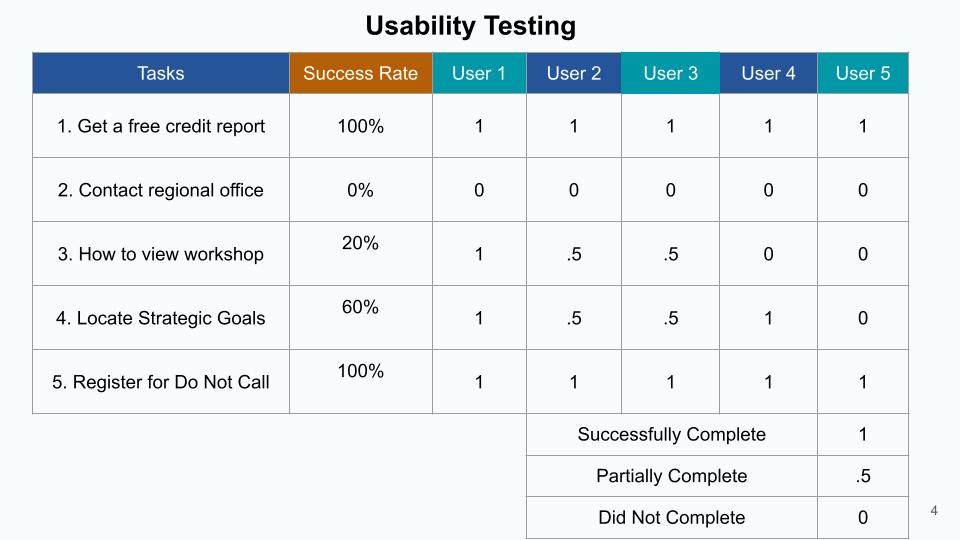 Usability Testing
Tasks Success Rate User 1 User 2 User 3 User 4 User 5
1. Get a free credit report 100% 1 1 1 1 1
2. Contact regional office 0% 0 0 0 0 0
3. How to view workshop 20% 1 .5 .5 0 0
4. Locate Strategic Goals 60% 1 .5 .5 1 0
5. Register for Do Not Call 100% 1 1 1 1 1
Successfully Complete 1
Partially Complete .5
Did Not Complete 0
4